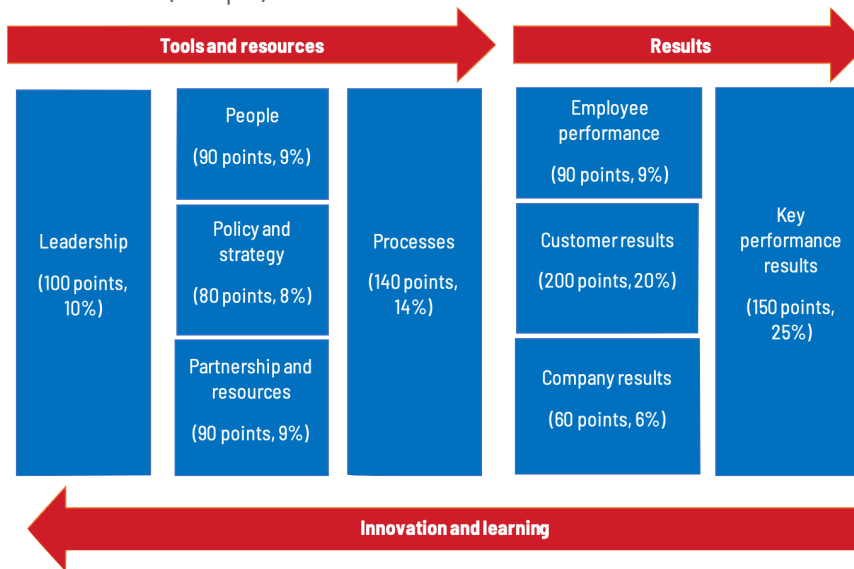 Tools and resources
Results
Leadership
(100 points,
10%)
People
(90 points, 9%)
Policy and
strategy
(80 points, 8%)
Partnership and
resources
(90 points, 9%)
Processes
(140 points,
14%)
Employee
performance
(90 points, 9%)
Customer results
(200 points, 20%)
Company results
(60 points, 6%)
Key
performance
results
(150 points,
25%)
Innovation and learning